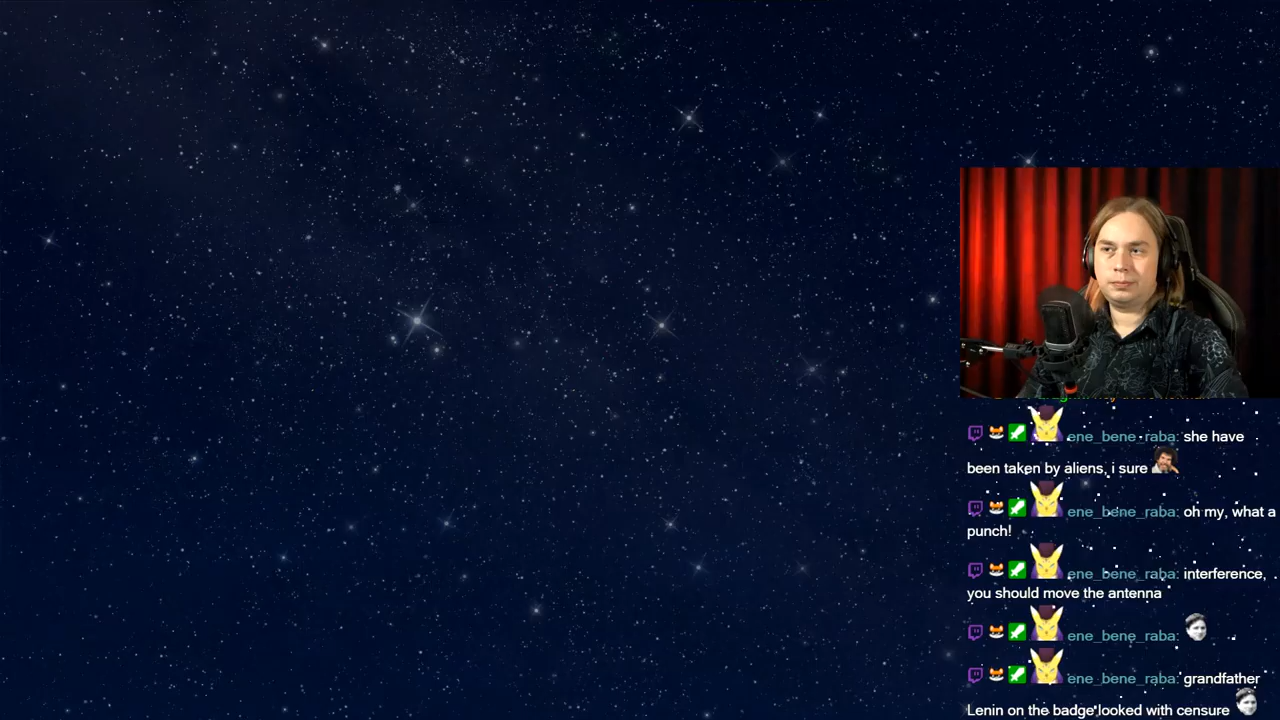 ene_bene_raba: she have
been taken by aliens, i sure
ene_bene_raba: oh my, what a
punch!
ene_bene_raba: interference,
you should move the antenna
ene_bene_raba:
ene_bene_raba: grandfather
Lenin on the badge looked with censure